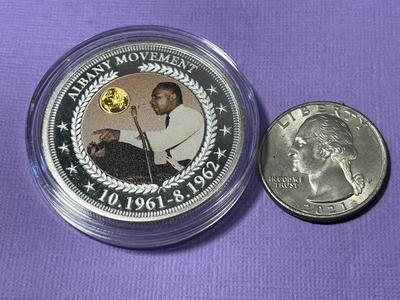 ALBANY MOVEMENT
10.1961-8.1962
LIBERTY
IN GOD WE
TRUST
2021